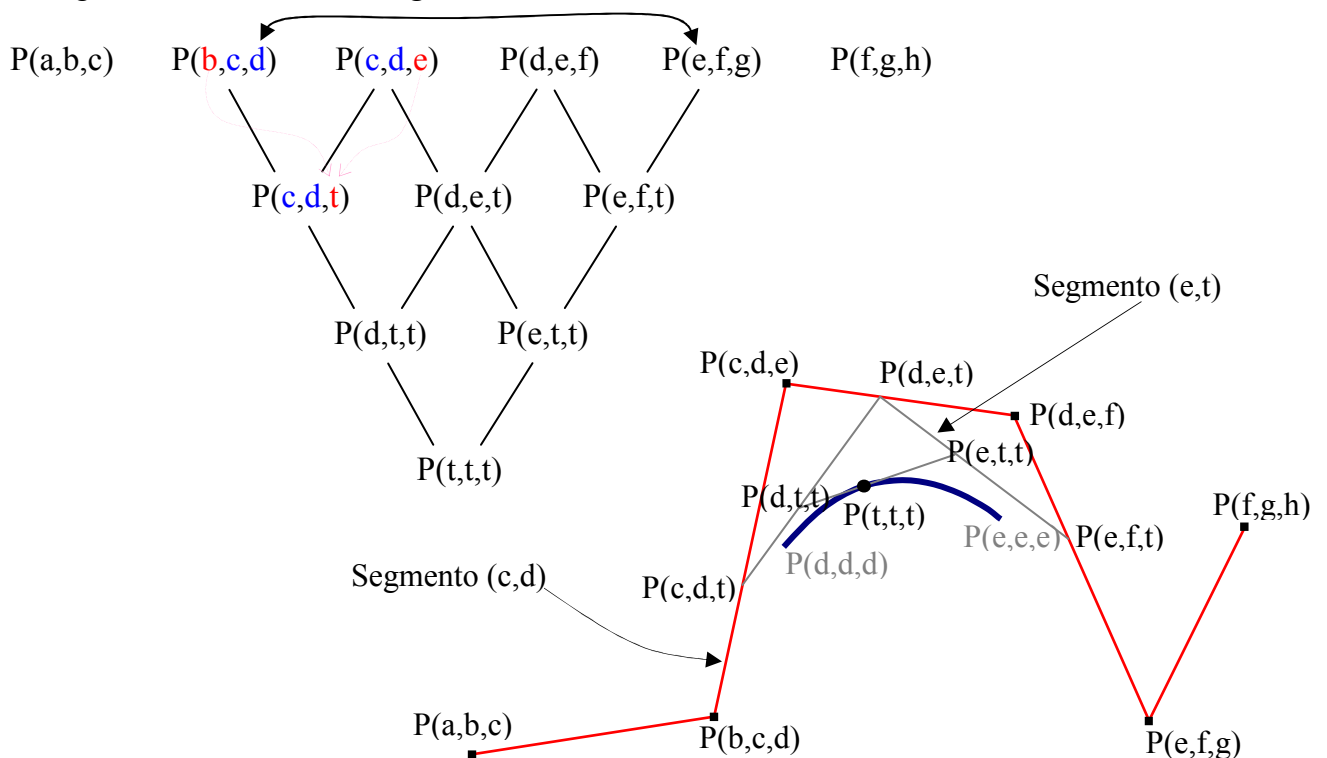 P(a,b,c) P(b,c,d) P(c,d,e) P(d,e,f) P(e,f,g) P(f,g,h)
P(c,d,t) P(d,e,t) P(e,f,t)
P(d,t,t) P(e,t,t)
P(t,t,t)
Segmento (e,t)
P(c,d,e) P(d,e,t)
P(d,e,f)
P(e,t,t)
P(d,t,t) P(t,t,t) P(f,g,h)
P(e,e,e) P(e,f,t)
P(d,d,d)
Segmento (c,d) P(c,d,t)
P(a,b,c) P(b,c,d) P(e,f,g)